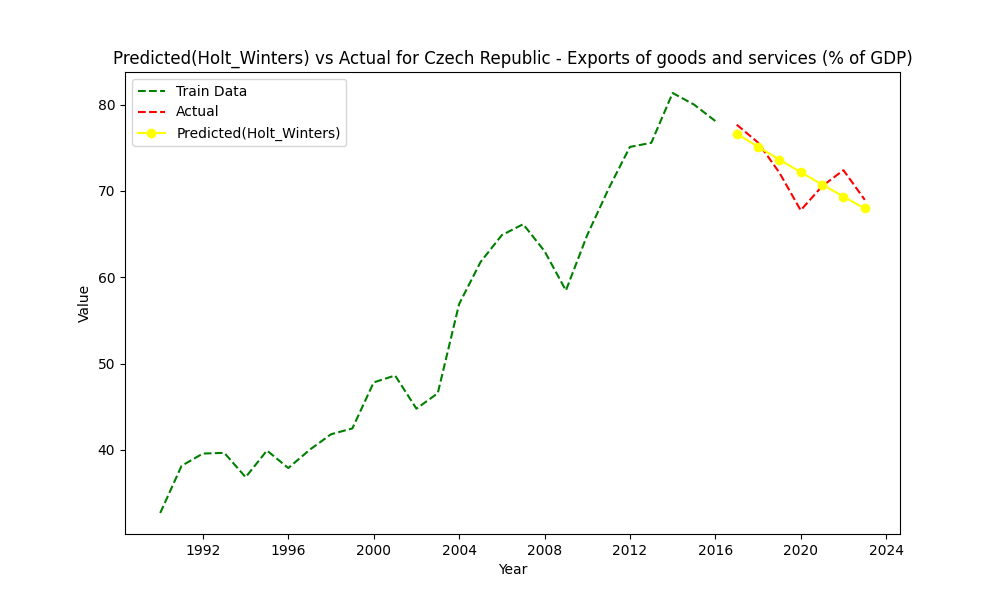 Predicted(Holt_Winters) vs Actual for Czech Republic - Exports of goods and services (% of GDP)
Train Data
Actual
Predicted(Holt_Winters)
80
70
60
50
40
Value
1992 1996 2000 2004 2008 2012 2016 2020 2024
Year